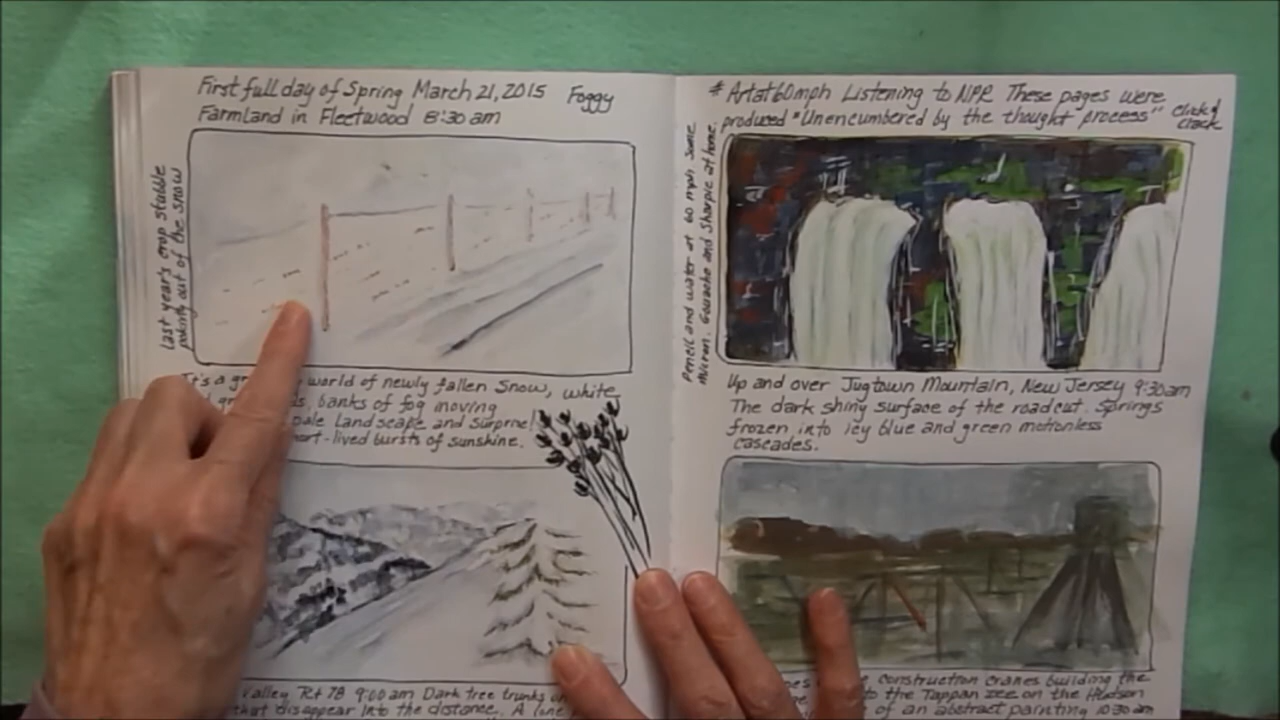 First full day of Spring March 21, 2015 Foggy
Farmland in Fleetwood 8:30 am
Last year's crop stubble
poking out of the snow
It's a world of newly fallen snow, white
banks of fog moving
pale landscape and
short-lived bursts of sunshine.
Valley Rt 78 9:00 am Dark tree trunks
that disappear into the distance. A lone
# Artat60mph Listening to NPR These pages were
produced "Unencumbered by the thought process" Click &
Clack
Pencil and water at 60 mph. Some
micron. Gouache and Sharpie at home.
Up and over Jugtown Mountain, New Jersey 9:30am
The dark shiny surface of the roadcut. Springs
frozen into icy blue and green motionless
cascades.
construction cranes building the
to the Tappan Zee on the Hudson
of an abstract painting 10:30 am